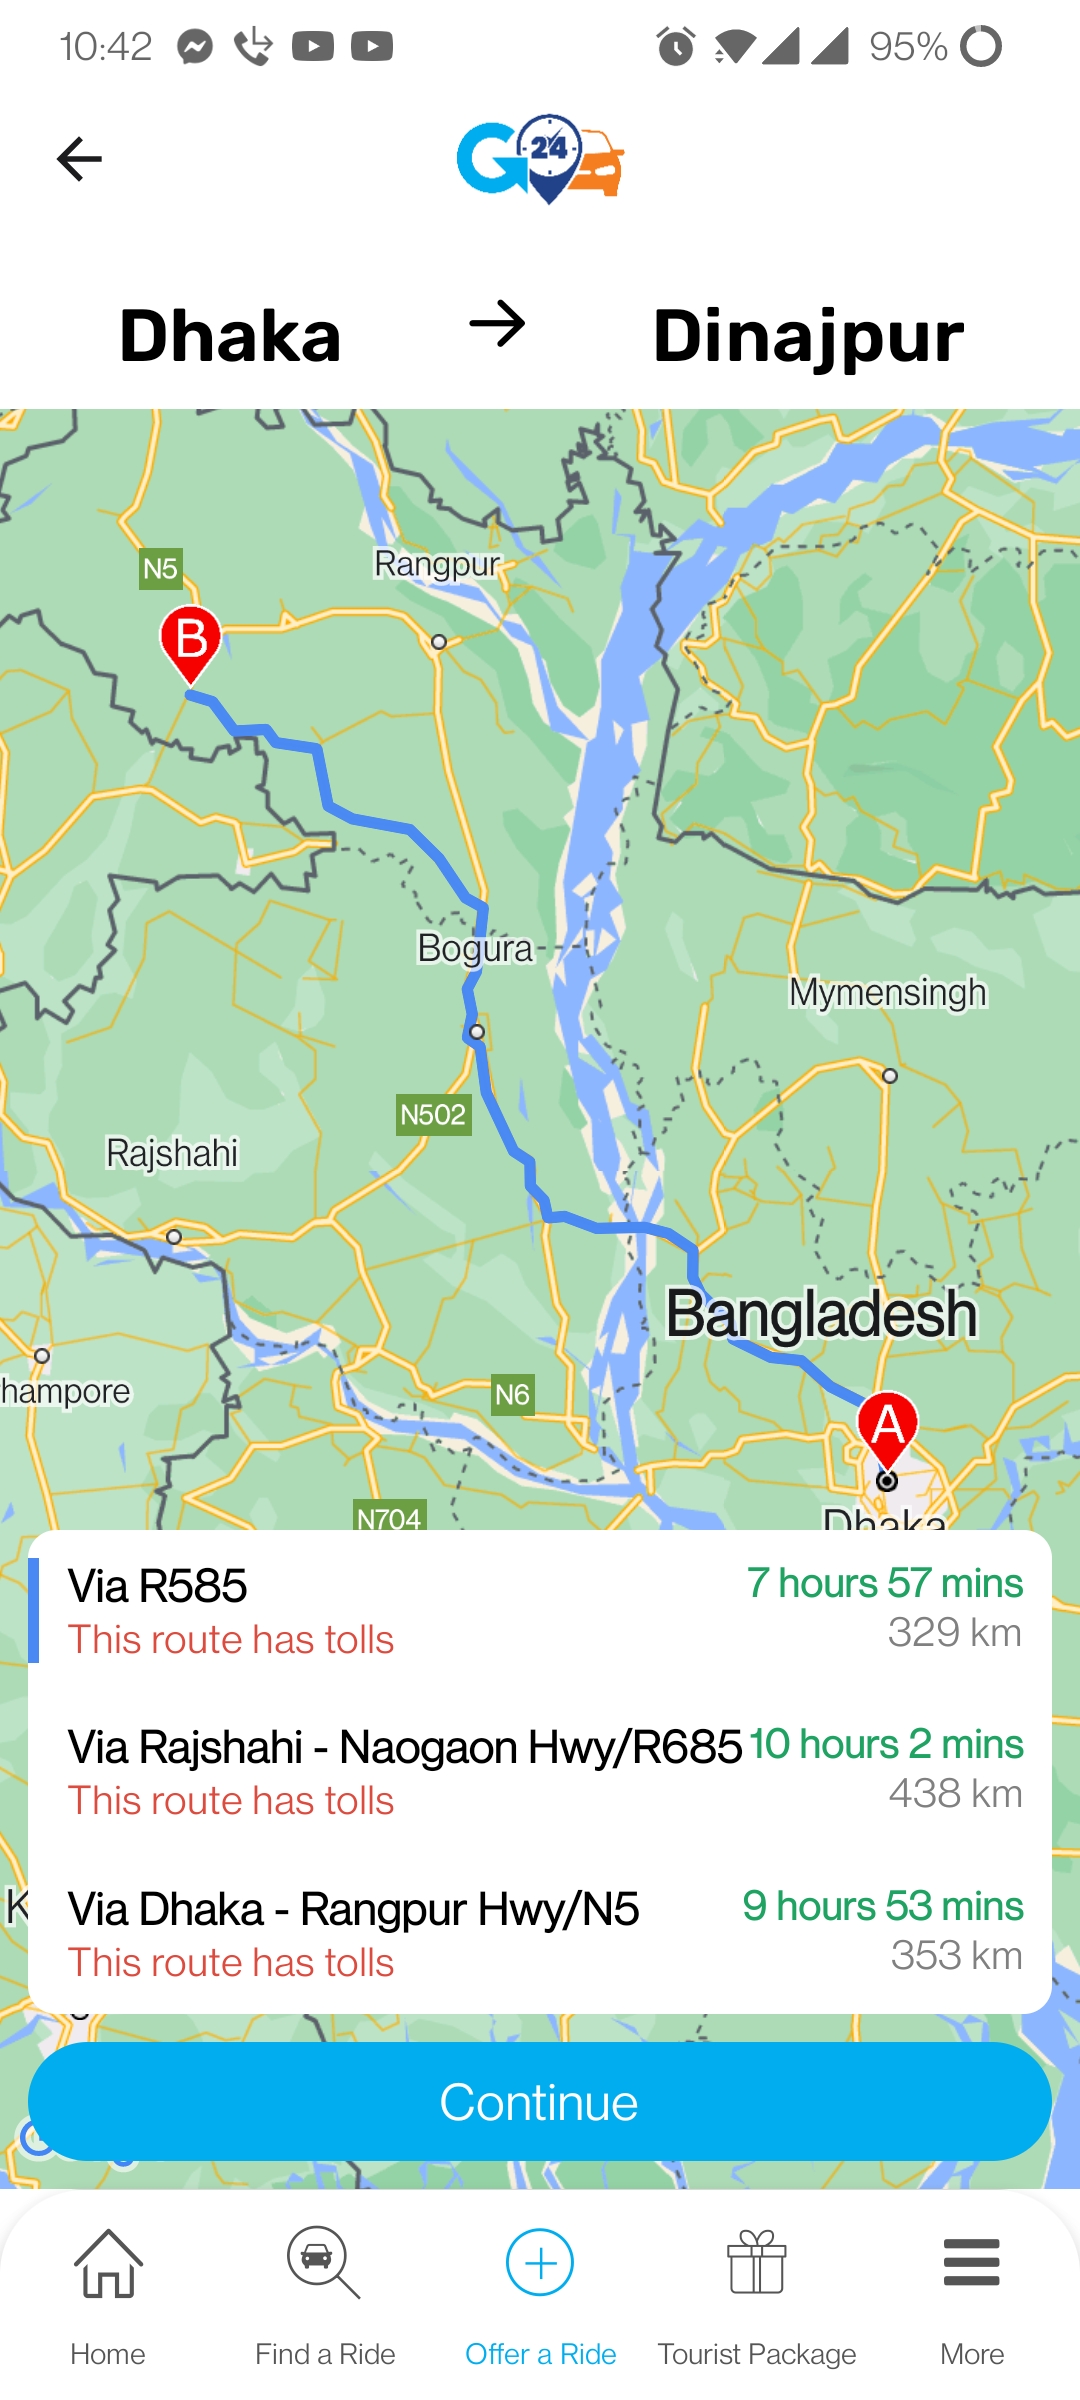 10:42
95%
G 24
Dhaka → Dinajpur
N5
Rangpur
B
Bogura
Mymensingh
N502
Rajshahi
Bangladesh
hampore
N6
A
N704
Dhaka
Via R585
7 hours 57 mins
This route has tolls
329 km
Via Rajshahi - Naogaon Hwy/R685
10 hours 2 mins
This route has tolls
438 km
K
Via Dhaka - Rangpur Hwy/N5
9 hours 53 mins
This route has tolls
353 km
Continue
Home
Find a Ride
Offer a Ride
Tourist Package
More